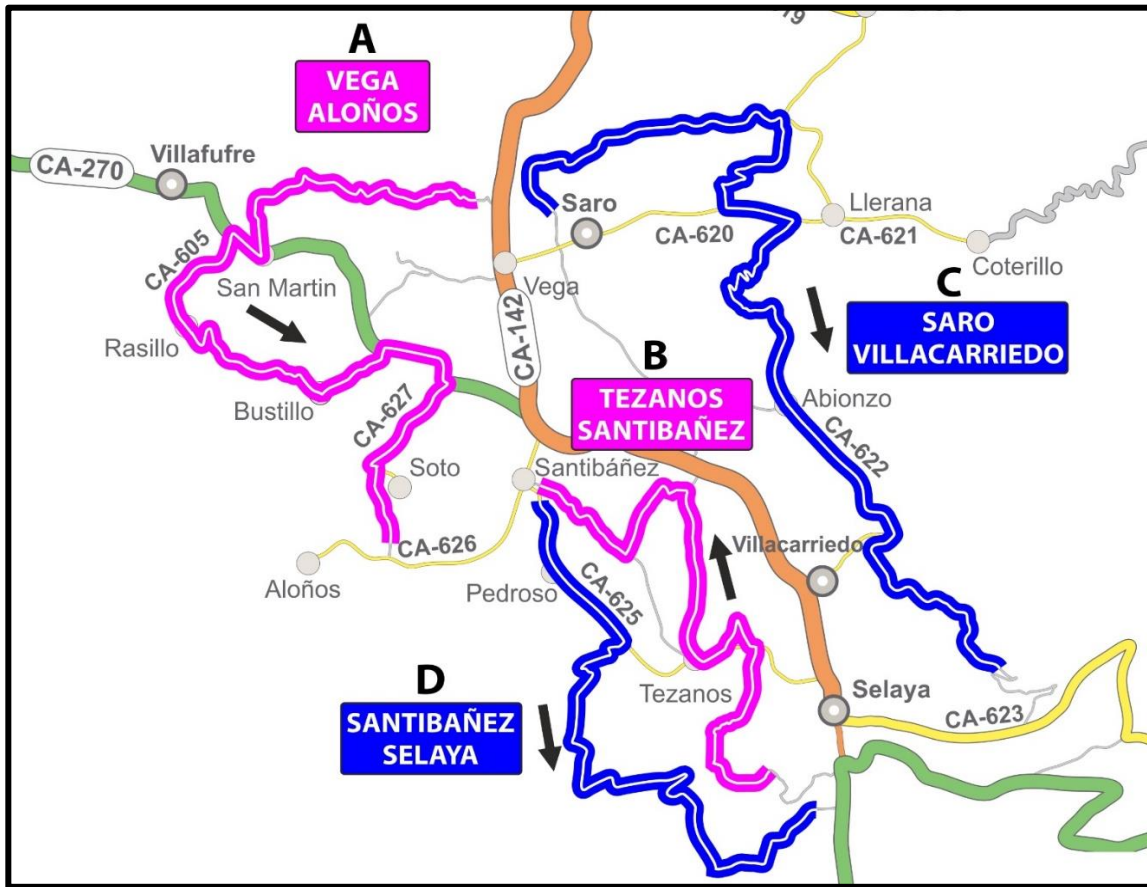 A
VEGA
ALOÑOS
CA-270
Villafufre
CA-605
San Martin
Rasillo
Bustillo
CA-627
Soto
Aloños
CA-626
Saro
Vega
CA-142
CA-620
Llerana
CA-621
Coterillo
C
SARO
VILLACARRIEDO
B
TEZANOS
SANTIBAÑEZ
Abionzo
CA-622
Santibáñez
Villacarriedo
Pedroso
CA-625
Tezanos
D
SANTIBAÑEZ
SELAYA
Selaya
CA-623